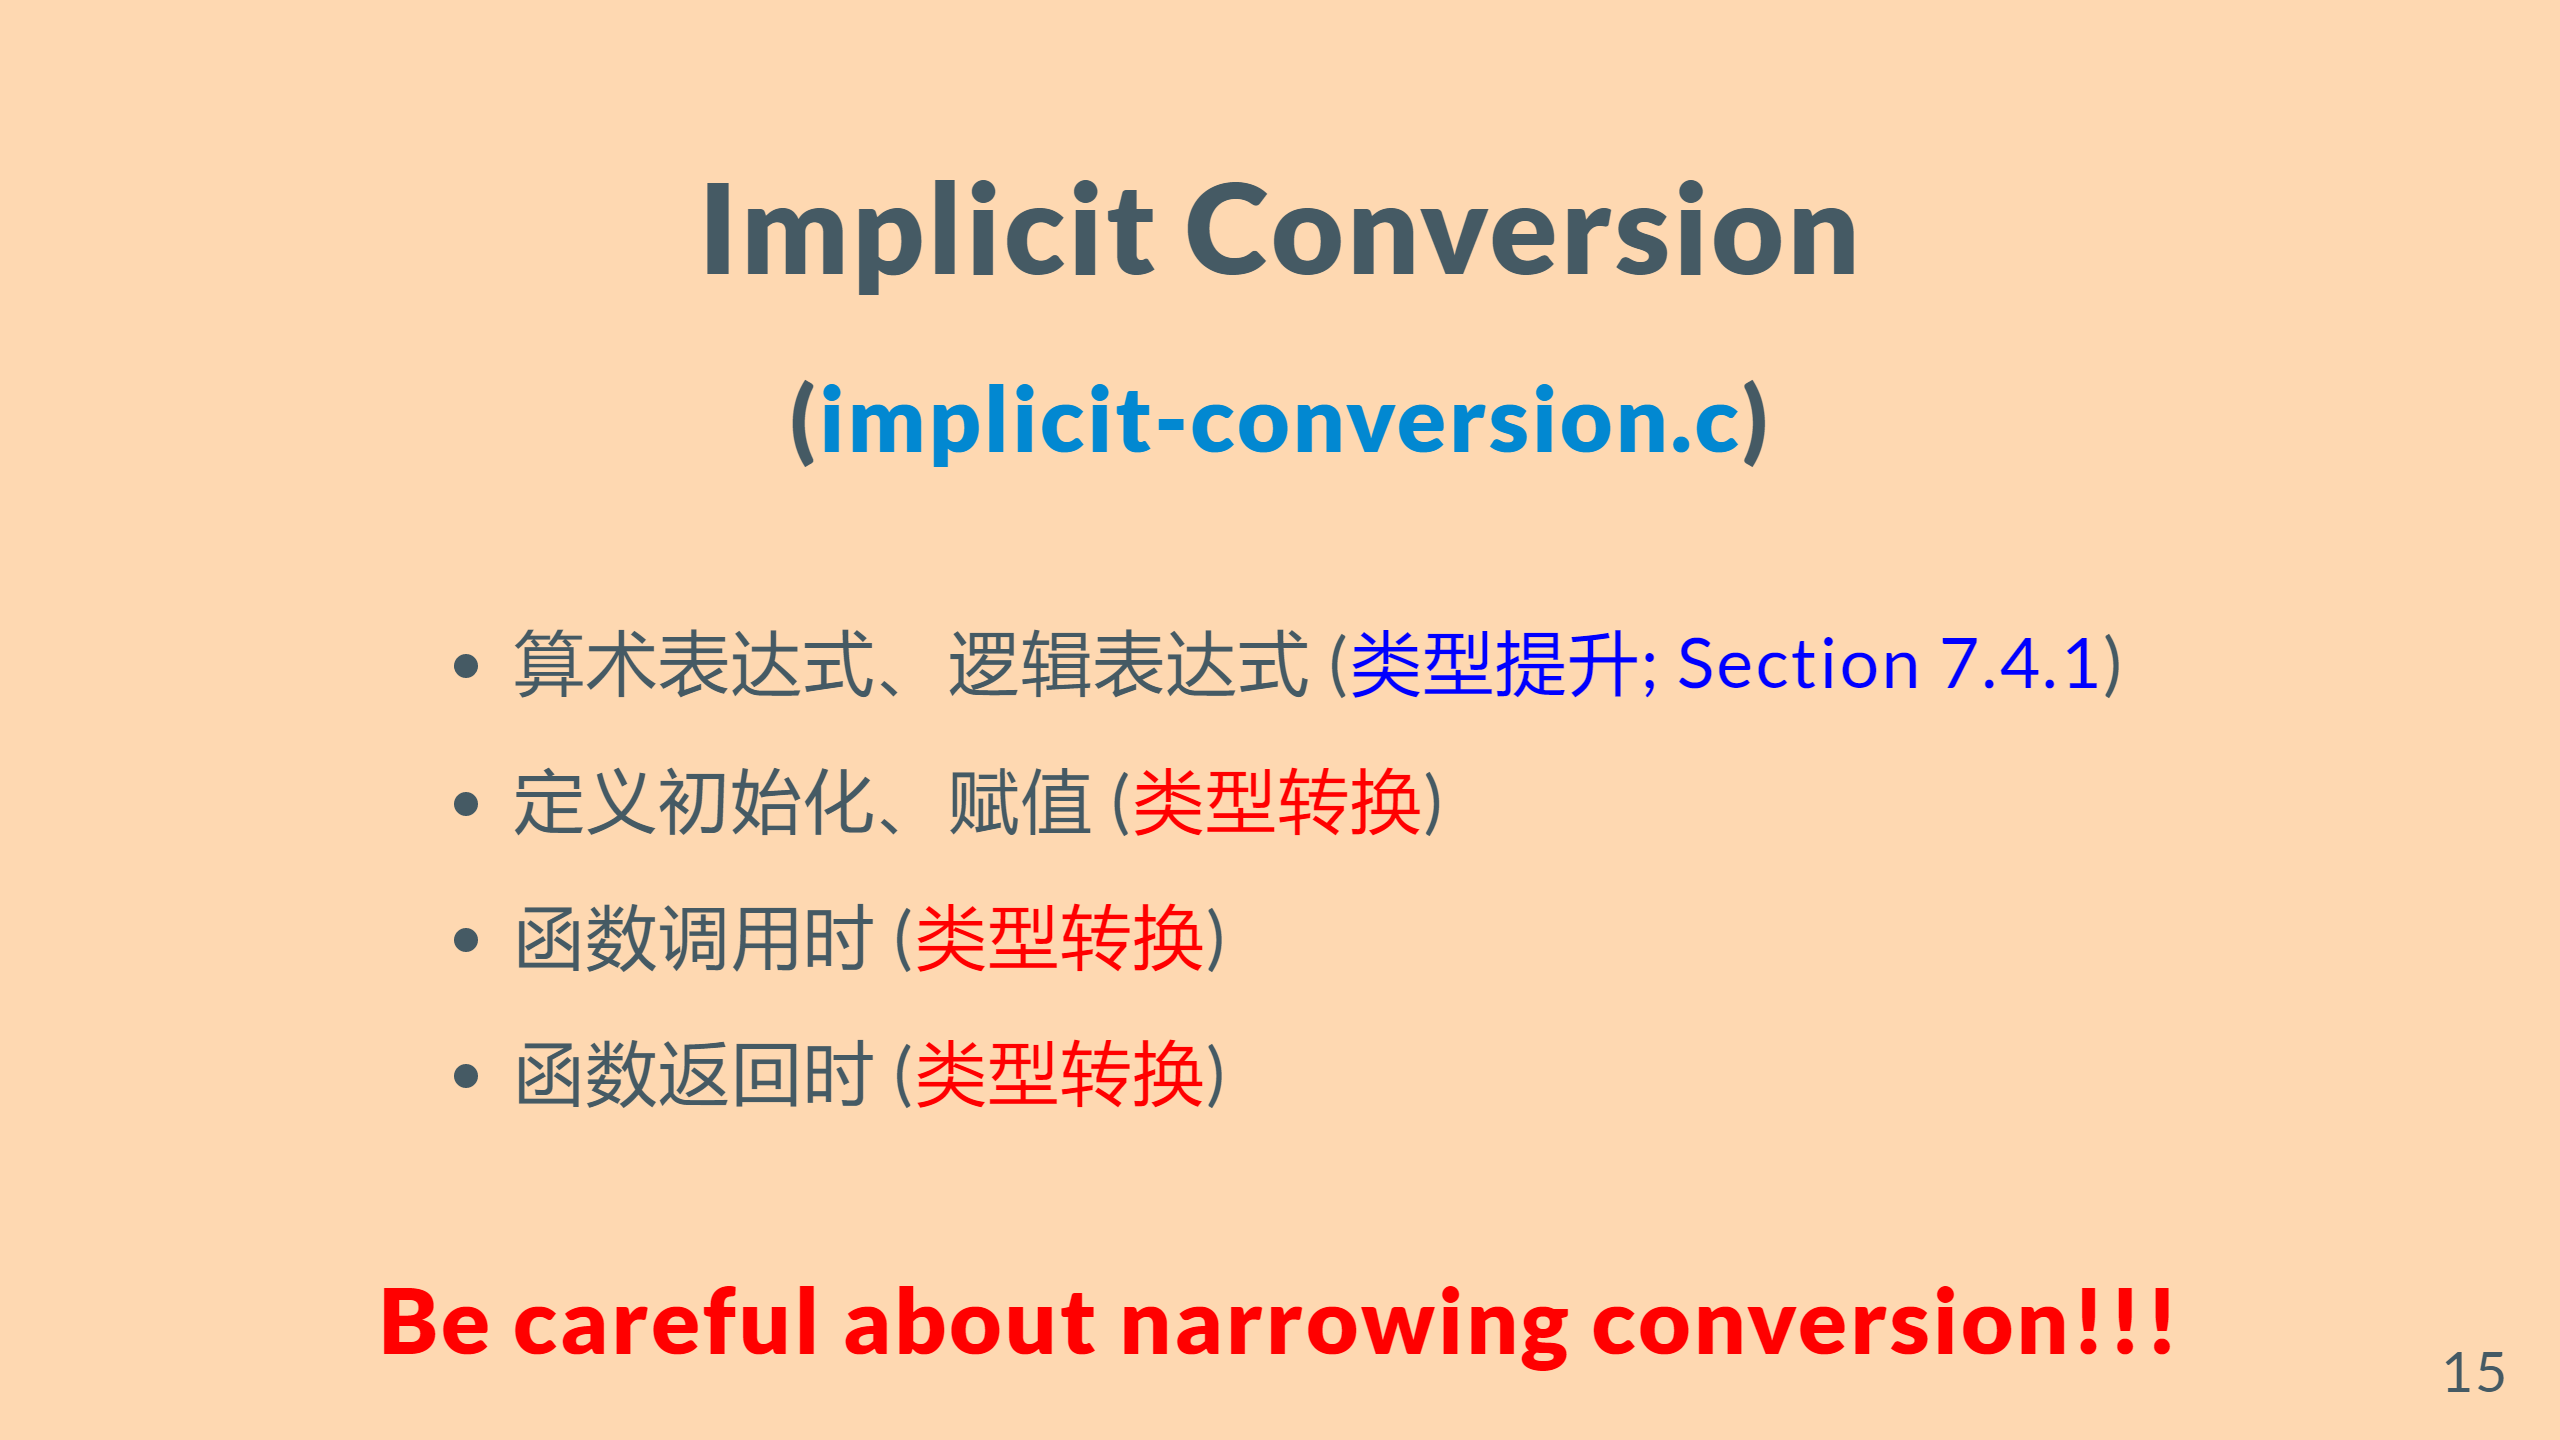 Implicit Conversion
(implicit-conversion.c)
• 算术表达式、逻辑表达式 (类型提升; Section 7.4.1)
• 定义初始化、赋值 (类型转换)
• 函数调用时 (类型转换)
• 函数返回时 (类型转换)
Be careful about narrowing conversion!!!
15